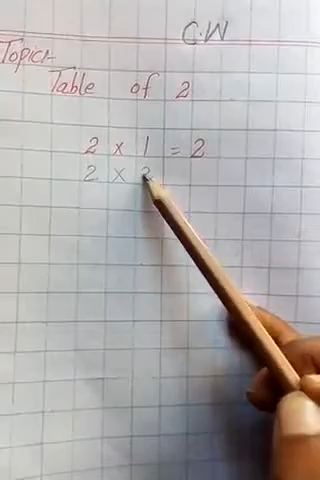 C.W
Topic:-
Table of 2
2 x 1 = 2
2 x 2